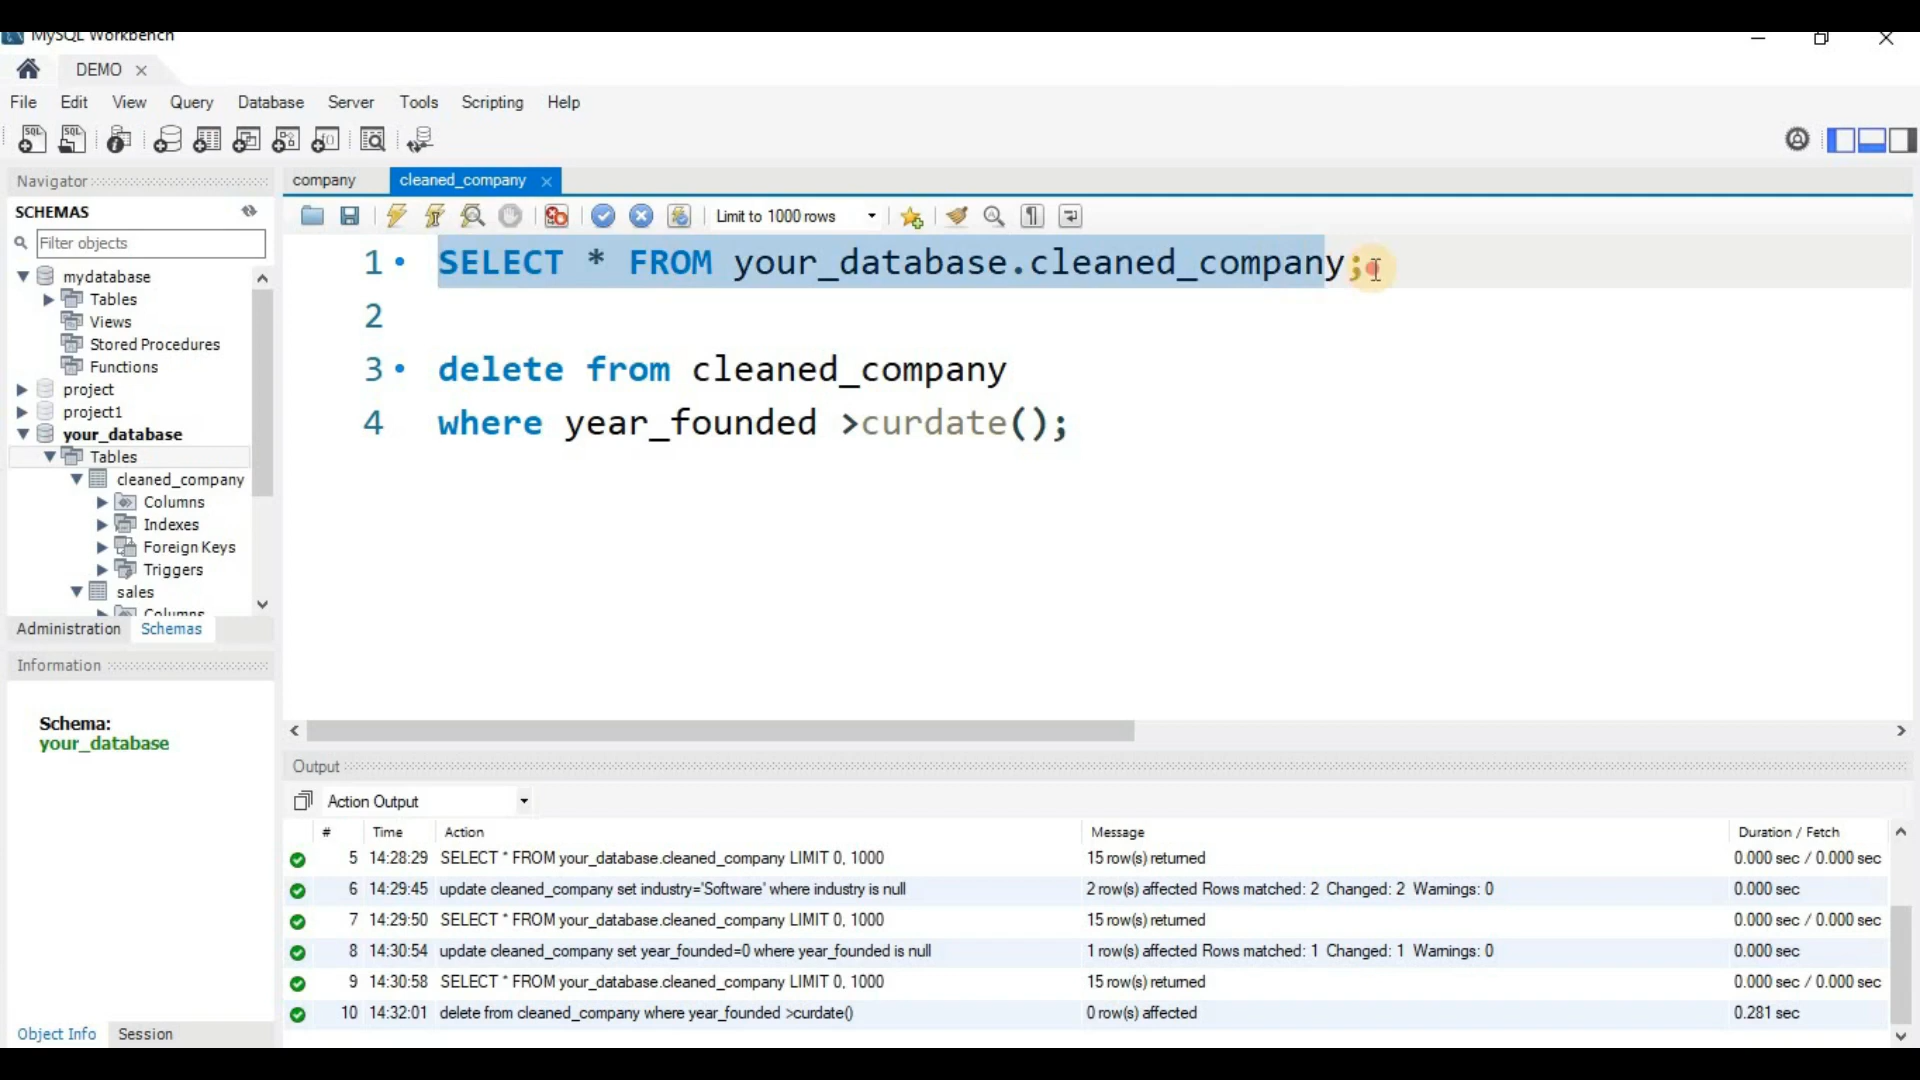 MySQL Workbench
DEMO
File Edit View Query Database Server Tools Scripting Help
Navigator
SCHEMAS
Filter objects
mydatabase
Tables
Views
Stored Procedures
Functions
project
project1
your_database
Tables
cleaned_company
Columns
Indexes
Foreign Keys
Triggers
sales
Columns
Administration Schemas
Information
Schema:
your_database
Object Info Session
company cleaned_company
Limit to 1000 rows
1 SELECT * FROM your_database.cleaned_company;
2
3 delete from cleaned_company
4 where year_founded >curdate();
Output
Action Output
# Time Action Message Duration / Fetch
5 14:28:29 SELECT * FROM your_database.cleaned_company LIMIT 0, 1000 15 row(s) returned 0.000 sec / 0.000 sec
6 14:29:45 update cleaned_company set industry='Software' where industry is null 2 row(s) affected Rows matched: 2 Changed: 2 Warnings: 0 0.000 sec
7 14:29:50 SELECT * FROM your_database.cleaned_company LIMIT 0, 1000 15 row(s) returned 0.000 sec / 0.000 sec
8 14:30:54 update cleaned_company set year_founded=0 where year_founded is null 1 row(s) affected Rows matched: 1 Changed: 1 Warnings: 0 0.000 sec
9 14:30:58 SELECT * FROM your_database.cleaned_company LIMIT 0, 1000 15 row(s) returned 0.000 sec / 0.000 sec
10 14:32:01 delete from cleaned_company where year_founded >curdate() 0 row(s) affected 0.281 sec